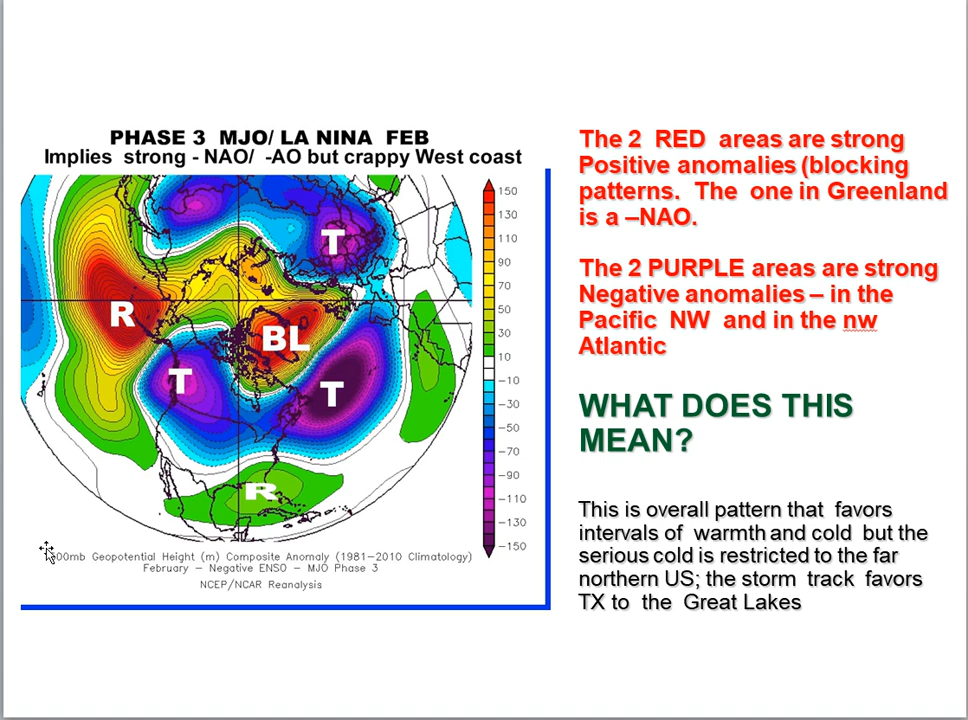 PHASE 3 MJO/ LA NINA FEB
Implies strong - NAO/ -AO but crappy West coast
R
T
BL
T
T
R
150
130
110
90
70
50
30
10
−10
−30
−50
−70
−90
−110
−130
−150
00mb Geopotential Height (m) Composite Anomaly (1981−2010 Climatology)
February − Negative ENSO − MJO Phase 3
NCEP/NCAR Reanalysis
The 2 RED areas are strong
Positive anomalies (blocking
patterns. The one in Greenland
is a –NAO.
The 2 PURPLE areas are strong
Negative anomalies – in the
Pacific NW and in the nw
Atlantic
WHAT DOES THIS
MEAN?
This is overall pattern that favors
intervals of warmth and cold but the
serious cold is restricted to the far
northern US; the storm track favors
TX to the Great Lakes